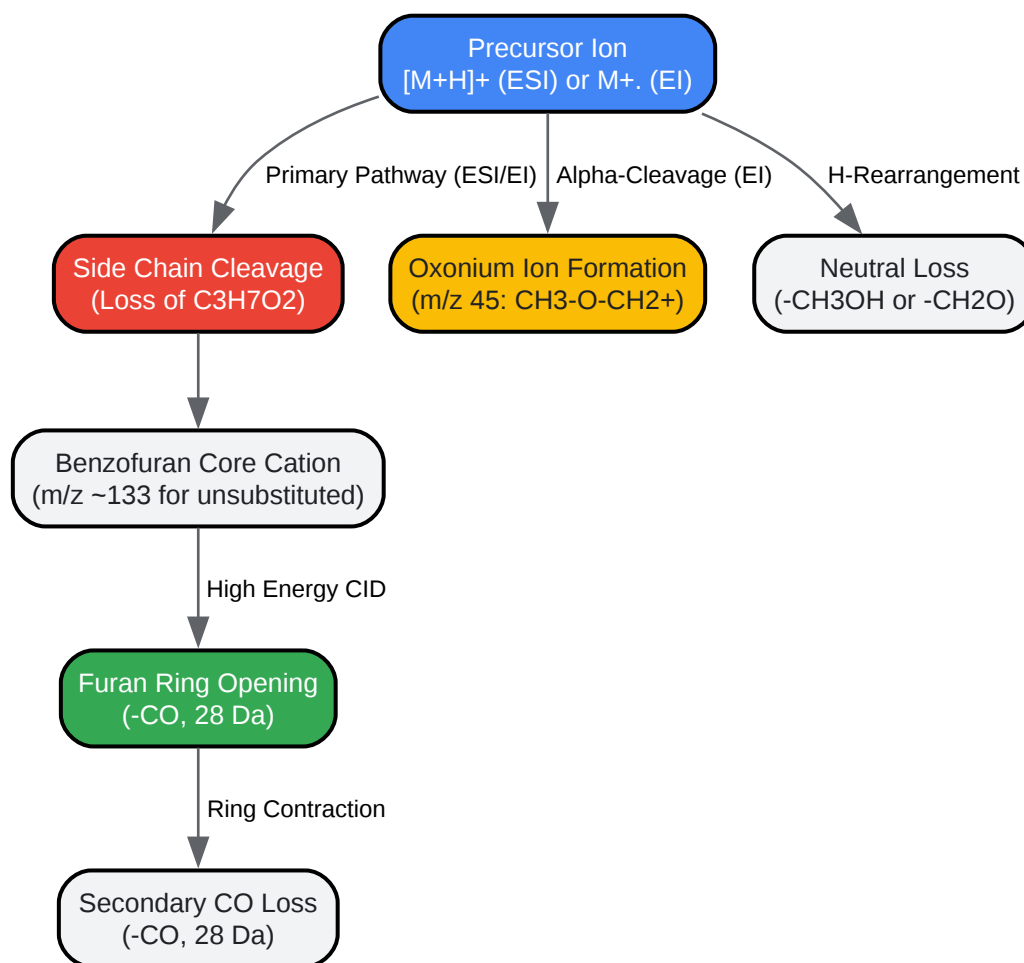 Precursor Ion
[M+H]+ (ESI) or M+. (EI)
Primary Pathway (ESI/EI)
Alpha-Cleavage (EI)
H-Rearrangement
Side Chain Cleavage
(Loss of C3H7O2)
Oxonium Ion Formation
(m/z 45: CH3-O-CH2+)
Neutral Loss
(-CH3OH or -CH2O)
Benzofuran Core Cation
(m/z ~133 for unsubstituted)
High Energy CID
Furan Ring Opening
(-CO, 28 Da)
Ring Contraction
Secondary CO Loss
(-CO, 28 Da)